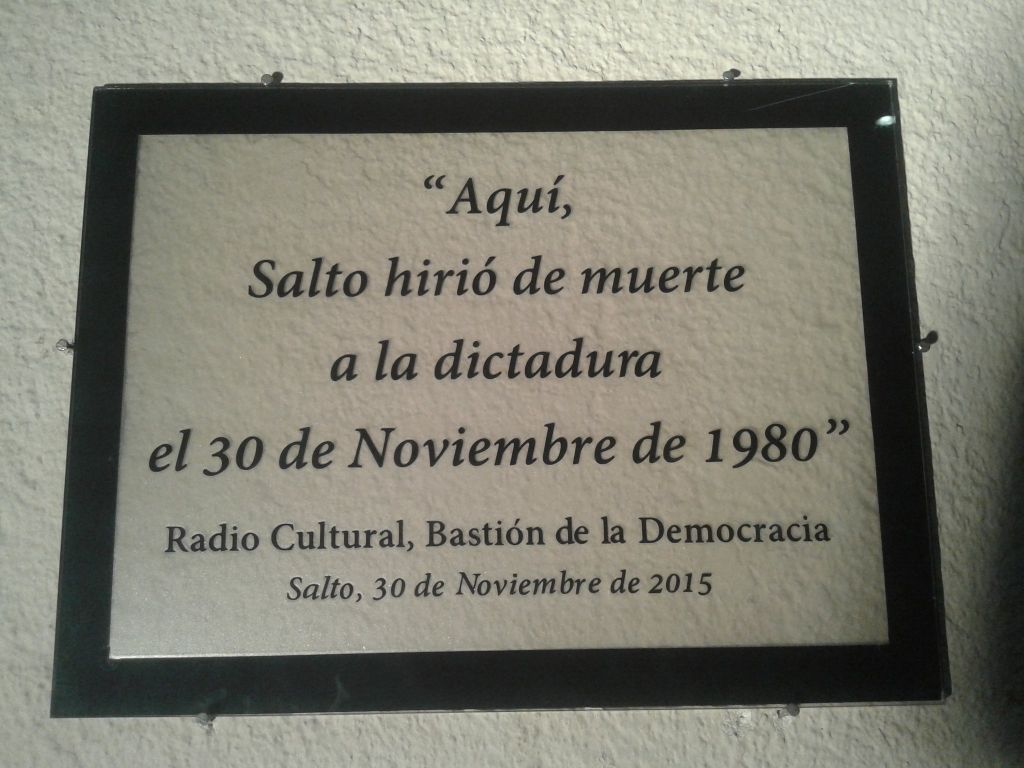 “Aquí,
Salto hirió de muerte
a la dictadura
el 30 de Noviembre de 1980”
Radio Cultural, Bastión de la Democracia
Salto, 30 de Noviembre de 2015